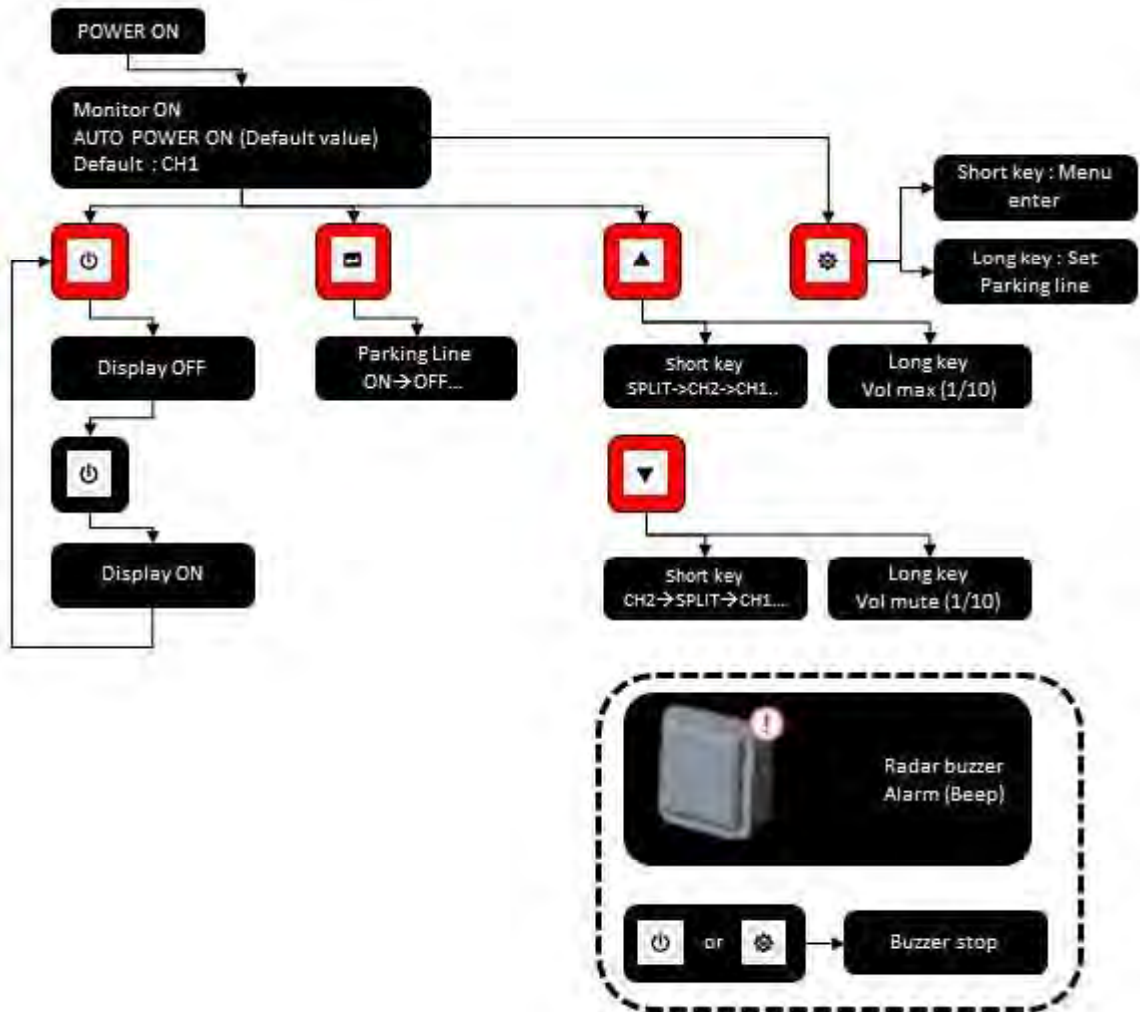 POWER ON
Monitor ON
AUTO POWER ON (Default value)
Default : CH1
Short key : Menu
enter
Long key : Set
Parking line
Display OFF
Parking Line
ON→OFF...
Short key
SPLIT->CH2->CH1..
Long key
Vol max (1/10)
Display ON
Short key
CH2→SPLIT→CH1...
Long key
Vol mute (1/10)
!
Radar buzzer
Alarm (Beep)
or
Buzzer stop